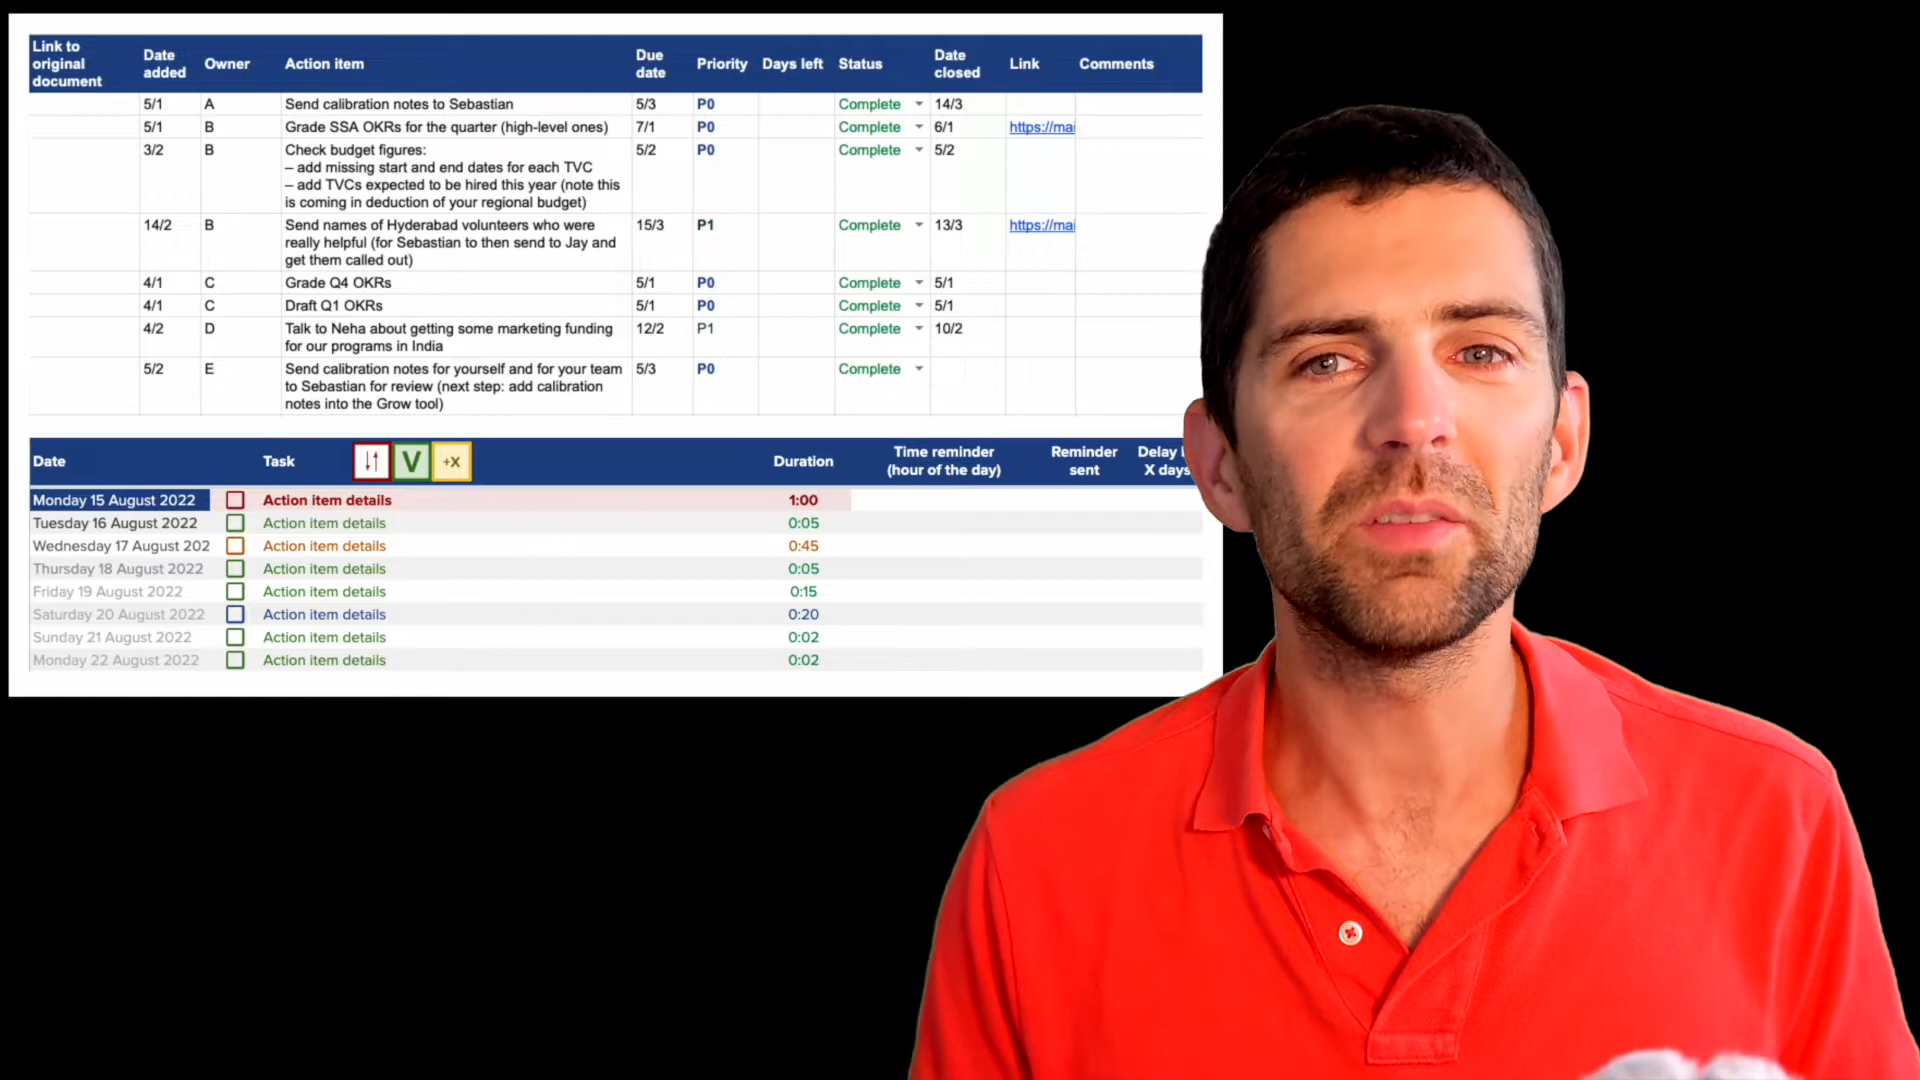 Link to original document Date added Owner Action item Due date Priority Days left Status Date closed Link Comments
5/1 A Send calibration notes to Sebastian 5/3 P0 Complete 14/3
5/1 B Grade SSA OKRs for the quarter (high-level ones) 7/1 P0 Complete 6/1 https://mai
3/2 B Check budget figures: 5/2 P0 Complete 5/2
– add missing start and end dates for each TVC
– add TVCs expected to be hired this year (note this
is coming in deduction of your regional budget)
14/2 B Send names of Hyderabad volunteers who were 15/3 P1 Complete 13/3 https://mai
really helpful (for Sebastian to then send to Jay and
get them called out)
4/1 C Grade Q4 OKRs 5/1 P0 Complete 5/1
4/1 C Draft Q1 OKRs 5/1 P0 Complete 5/1
4/2 D Talk to Neha about getting some marketing funding 12/2 P1 Complete 10/2
for our programs in India
5/2 E Send calibration notes for yourself and for your team 5/3 P0 Complete
to Sebastian for review (next step: add calibration
notes into the Grow tool)
Date Task V +X Duration Time reminder (hour of the day) Reminder sent Delay X days
Monday 15 August 2022 Action item details 1:00
Tuesday 16 August 2022 Action item details 0:05
Wednesday 17 August 202 Action item details 0:45
Thursday 18 August 2022 Action item details 0:05
Friday 19 August 2022 Action item details 0:15
Saturday 20 August 2022 Action item details 0:20
Sunday 21 August 2022 Action item details 0:02
Monday 22 August 2022 Action item details 0:02